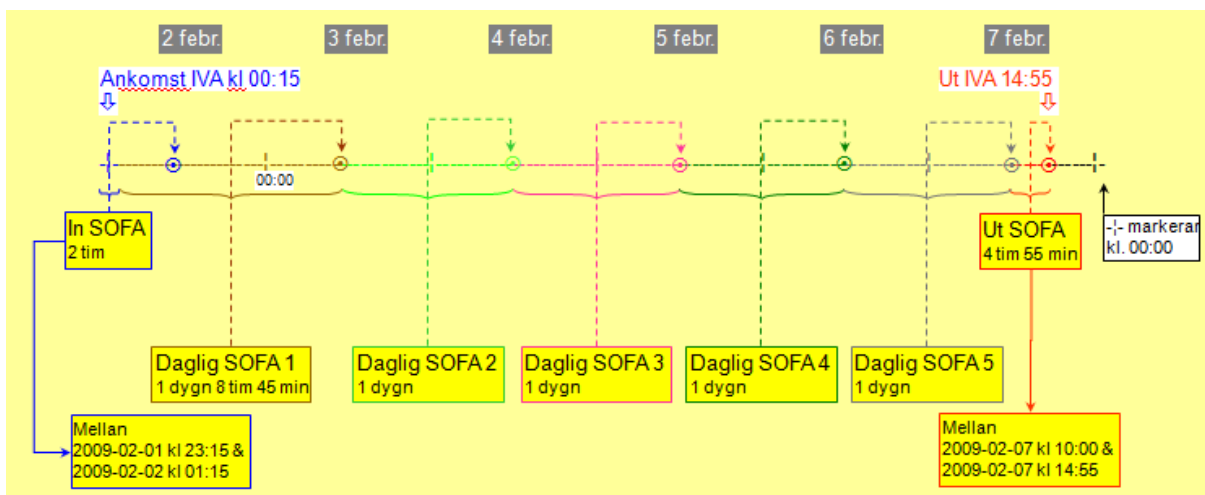 2 febr.
3 febr.
4 febr.
5 febr.
6 febr.
7 febr.
Ankomst IVA kl 00:15
Ut IVA 14:55
00:00
In SOFA
2 tim
Ut SOFA
4 tim 55 min
-¦- markerar
kl. 00:00
Daglig SOFA 1
1 dygn 8 tim 45 min
Daglig SOFA 2
1 dygn
Daglig SOFA 3
1 dygn
Daglig SOFA 4
1 dygn
Daglig SOFA 5
1 dygn
Mellan
2009-02-01 kl 23:15 &
2009-02-02 kl 01:15
Mellan
2009-02-07 kl 10:00 &
2009-02-07 kl 14:55